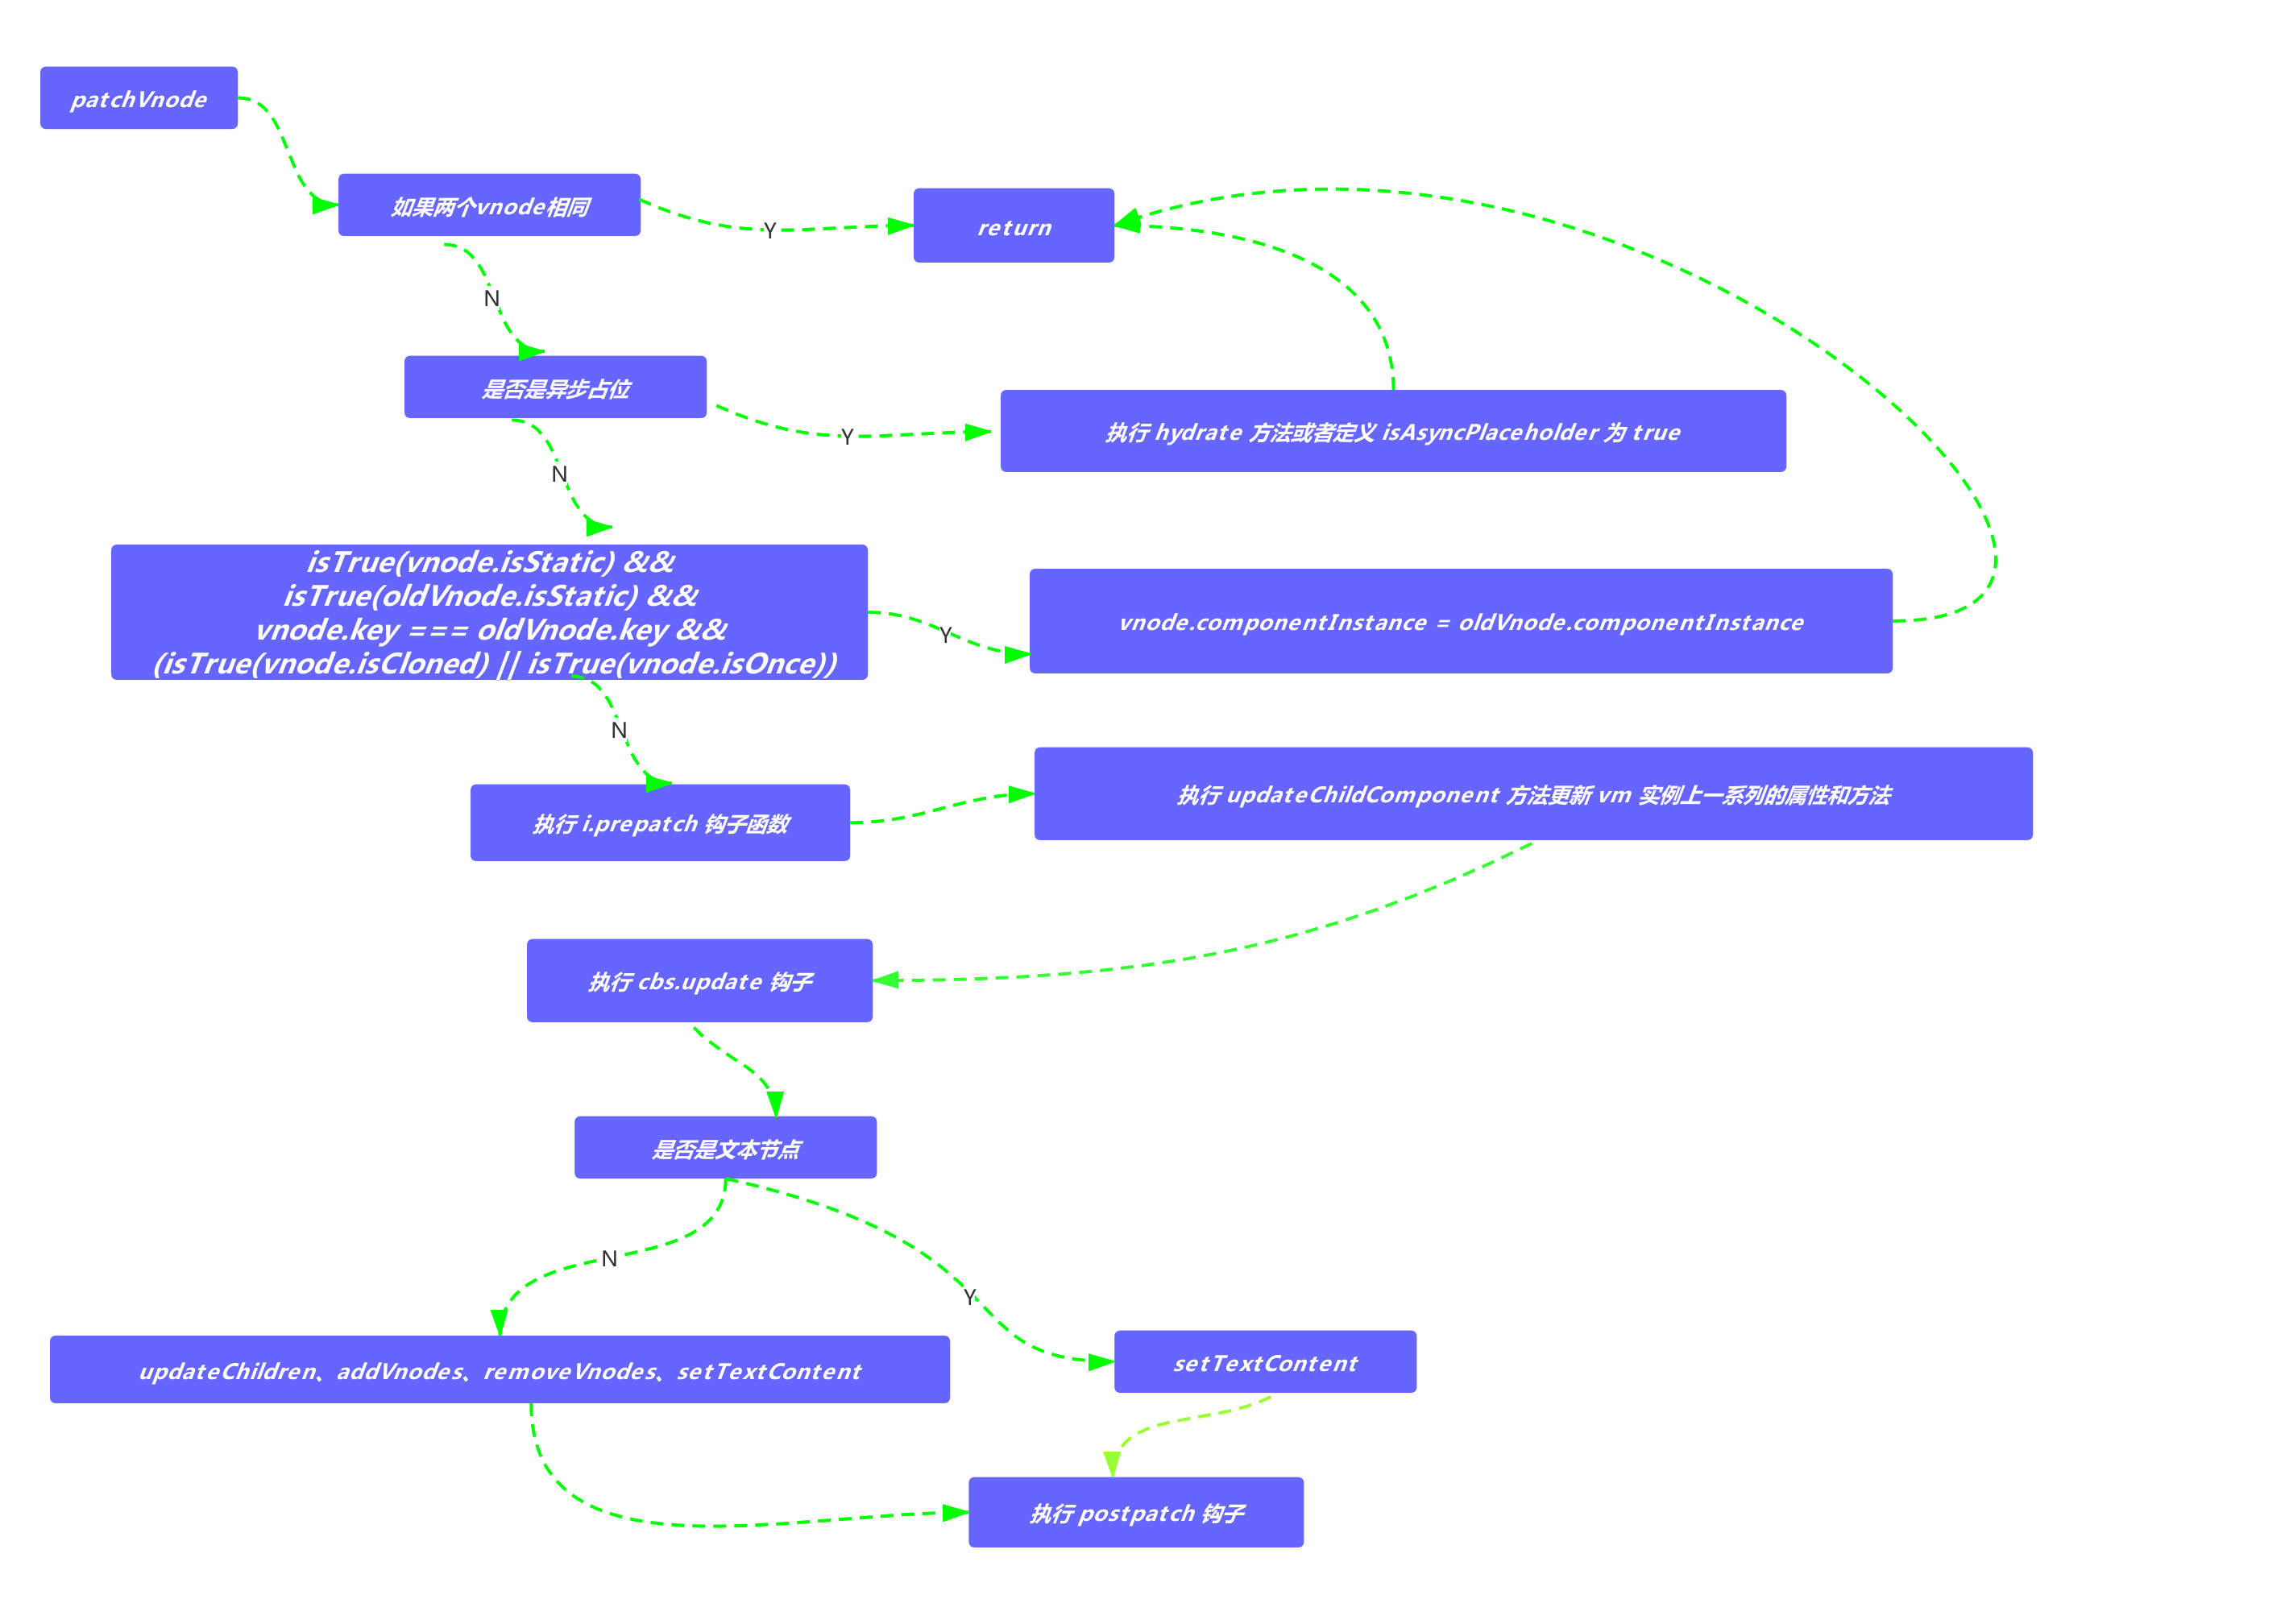 patchVnode
如果两个vnode相同
Y
return
N
是否是异步占位
Y
执行 hydrate 方法或者定义 isAsyncPlaceholder 为 true
N
isTrue(vnode.isStatic) &&
isTrue(oldVnode.isStatic) &&
vnode.key === oldVnode.key &&
(isTrue(vnode.isCloned) || isTrue(vnode.isOnce))
Y
vnode.componentInstance = oldVnode.componentInstance
N
执行 i.prepatch 钩子函数
执行 updateChildComponent 方法更新 vm 实例上一系列的属性和方法
执行 cbs.update 钩子
是否是文本节点
N
Y
updateChildren、addVnodes、removeVnodes、setTextContent
setTextContent
执行 postpatch 钩子